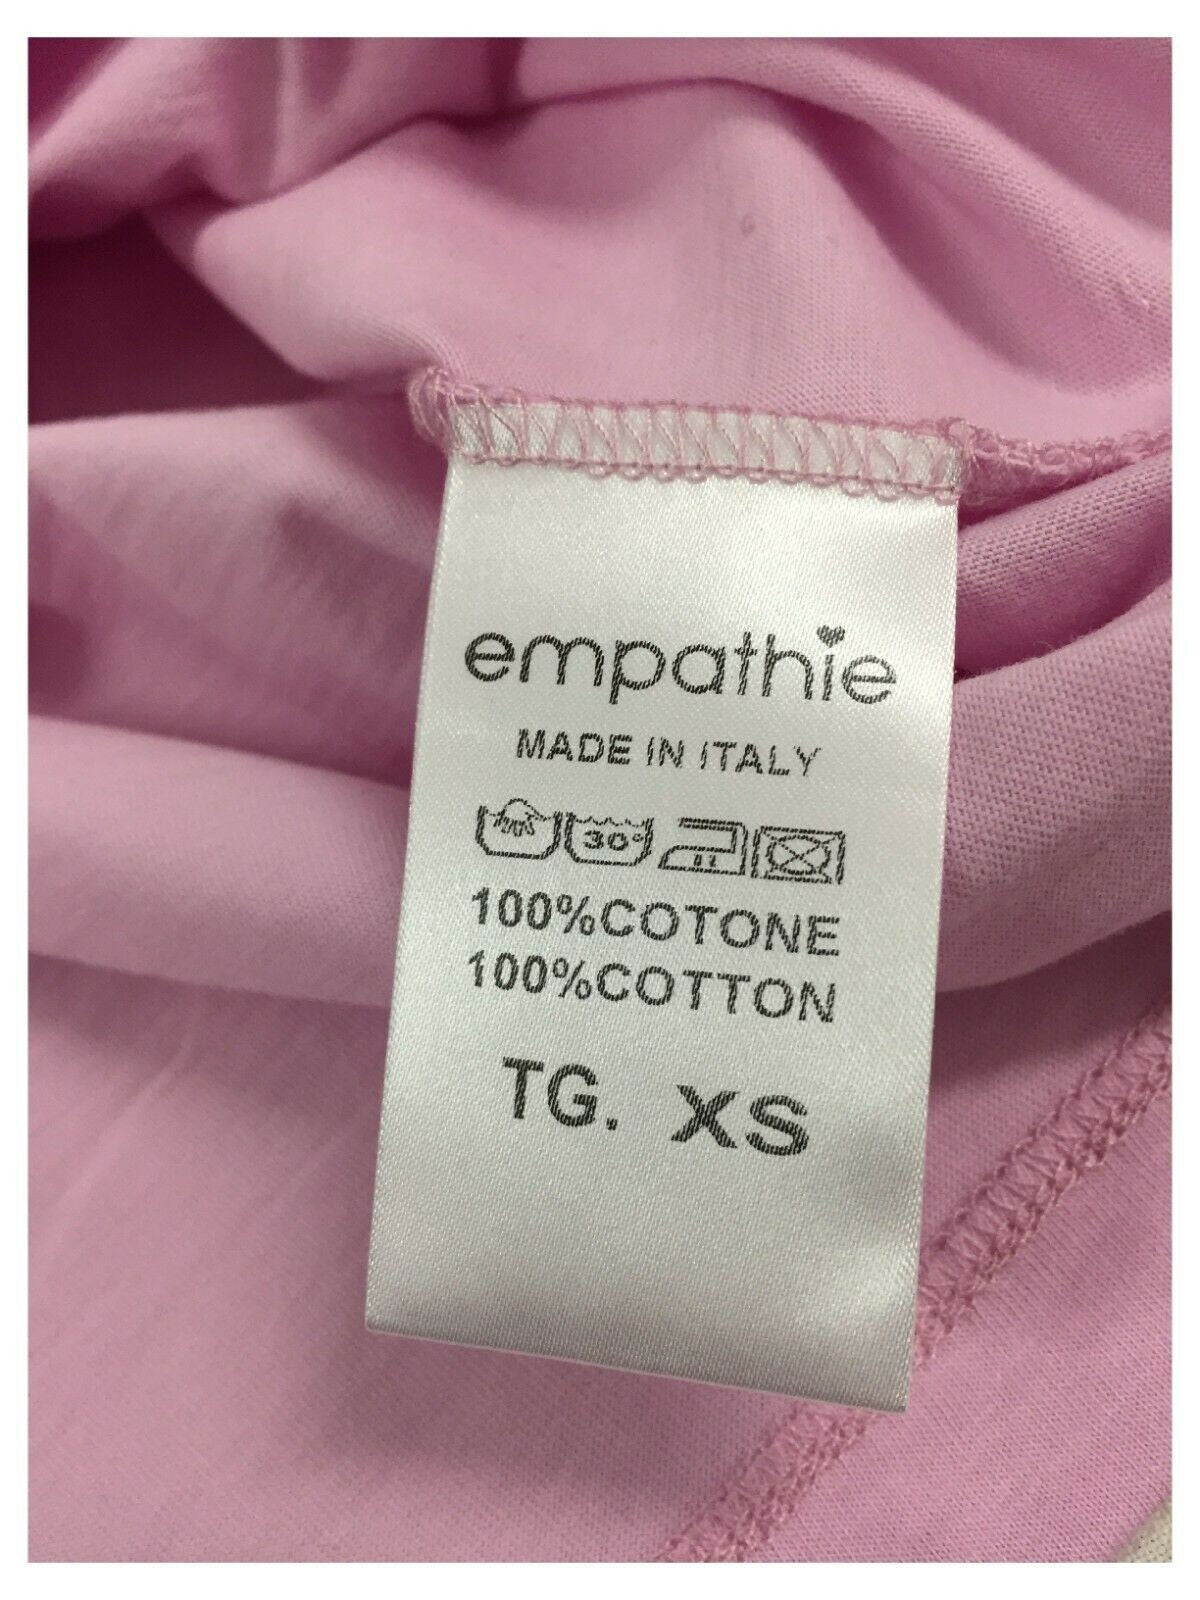 empathie
MADE IN ITALY
30°
100%COTONE
100%COTTON
TG. XS